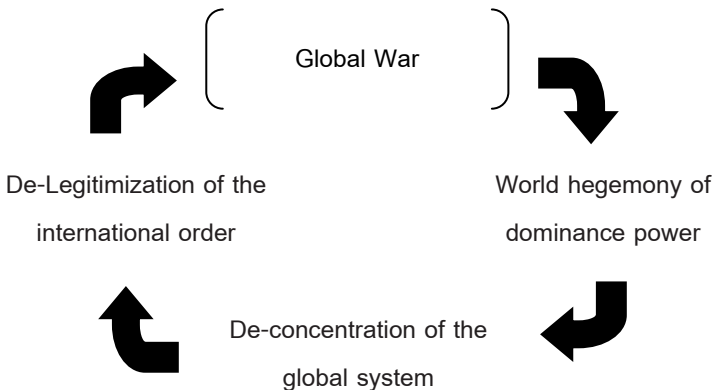 Global War
World hegemony of
dominance power
De-concentration of the
global system
De-Legitimization of the
international order